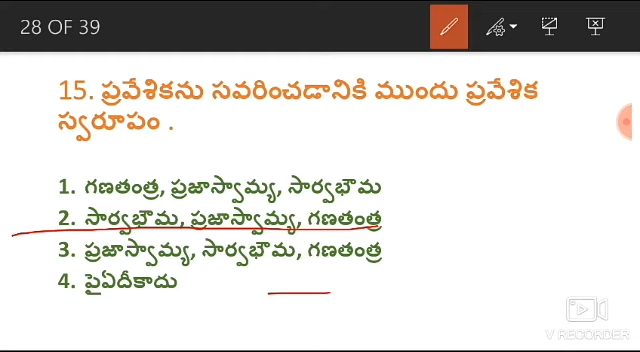 28 OF 39
15. ప్రవేశికను సవరించడానికి ముందు ప్రవేశిక
స్వరూపం .
1. గణతంత్ర, ప్రజాస్వామ్య, సార్వభౌమ
2. సార్వభౌమ, ప్రజాస్వామ్య, గణతంత్ర
3. ప్రజాస్వామ్య, సార్వభౌమ, గణతంత్ర
4. పైఏదీకాదు
V RECORDER